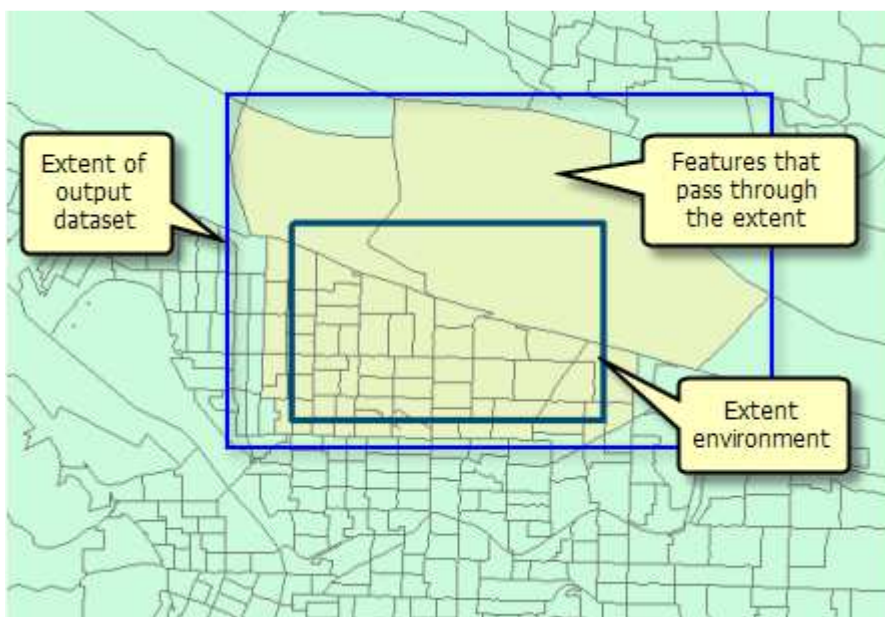 Extent of
output
dataset
Features that
pass through
the extent
Extent
environment